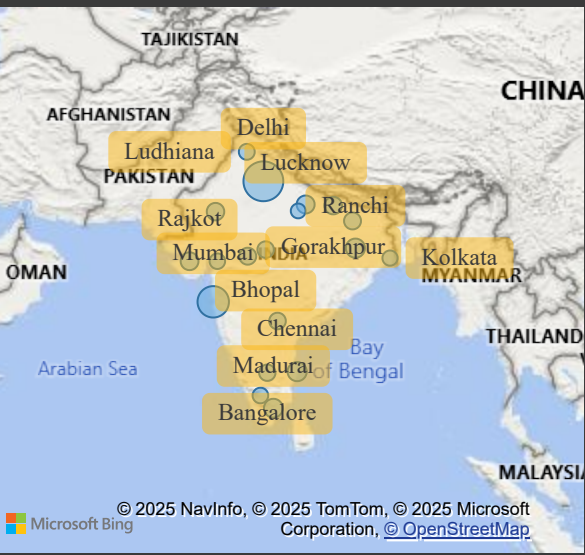 TAJIKISTAN
CHINA
AFGHANISTAN
Delhi
Ludhiana
Lucknow
PAKISTAN
Ranchi
Rajkot
Gorakhpur
Mumbai
INDIA
Kolkata
OMAN
MYANMAR
Bhopal
Chennai
THAILAND
Bay
of Bengal
Madurai
Arabian Sea
Bangalore
MALAYSI
© 2025 NavInfo, © 2025 TomTom, © 2025 Microsoft
Corporation, © OpenStreetMap
Microsoft Bing